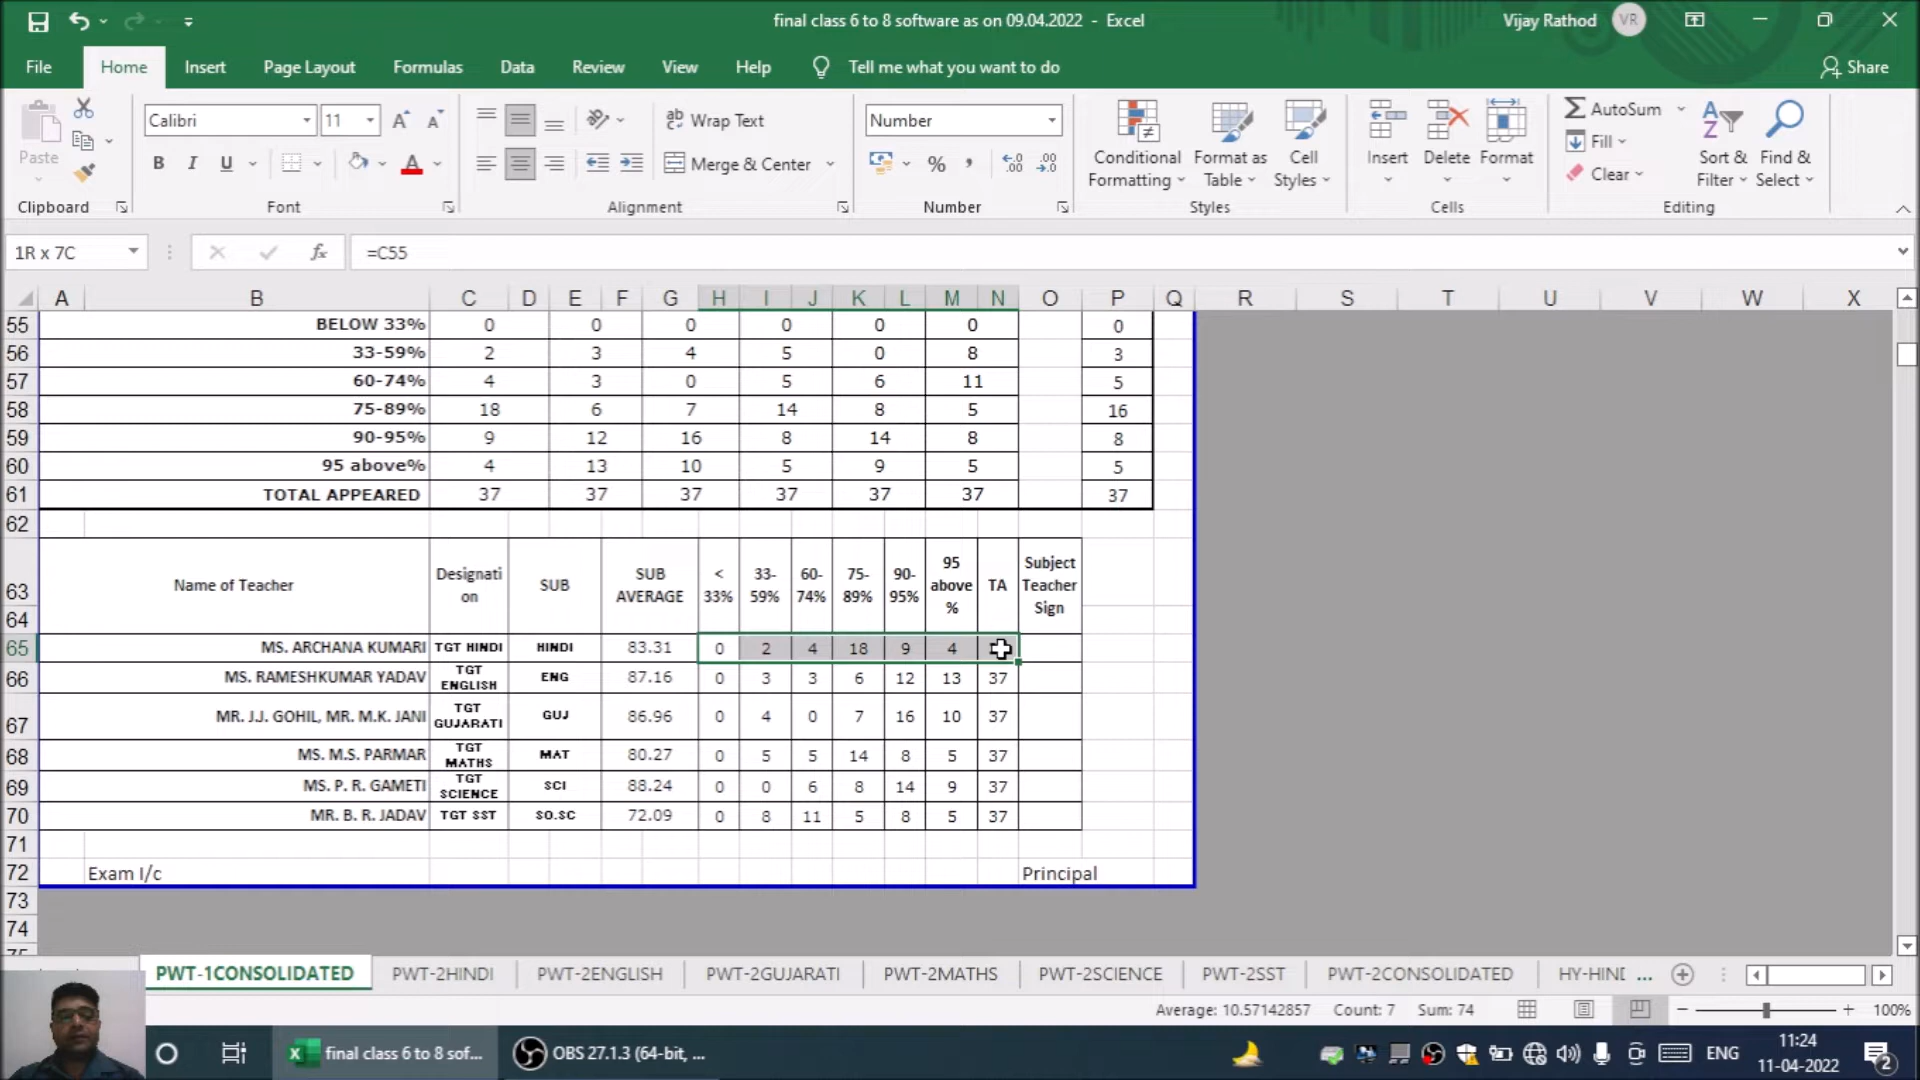 final class 6 to 8 software as on 09.04.2022 - Excel
Vijay Rathod VR
File Home Insert Page Layout Formulas Data Review View Help Tell me what you want to do Share
Paste
Calibri 11
Wrap Text
Number
Conditional Formatting
Format as Table
Cell Styles
Insert Delete Format
AutoSum
Fill
Clear
Sort & Filter
Find & Select
B I U
Merge & Center
Clipboard Font Alignment Number Styles Cells Editing
1R x 7C fx =C55
A B C D E F G H I J K L M N O P Q R S T U V W X
55 BELOW 33% 0 0 0 0 0 0 0
56 33-59% 2 3 4 5 0 8 3
57 60-74% 4 3 0 5 6 11 5
58 75-89% 18 6 7 14 8 5 16
59 90-95% 9 12 16 8 14 8 8
60 95 above% 4 13 10 5 9 5 5
61 TOTAL APPEARED 37 37 37 37 37 37 37
62
63 Name of Teacher Designati on SUB SUB AVERAGE < 33% 33-59% 60-74% 75-89% 90-95% 95 above % TA Subject Teacher Sign
64
65 MS. ARCHANA KUMARI TGT HINDI HINDI 83.31 0 2 4 18 9 4
66 MS. RAMESHKUMAR YADAV TGT ENGLISH ENG 87.16 0 3 3 6 12 13 37
67 MR. J.J. GOHIL, MR. M.K. JANI TGT GUJARATI GUJ 86.96 0 4 0 7 16 10 37
68 MS. M.S. PARMAR TGT MATHS MAT 80.27 0 5 5 14 8 5 37
69 MS. P. R. GAMETI TGT SCIENCE SCI 88.24 0 0 6 8 14 9 37
70 MR. B. R. JADAV TGT SST SO.SC 72.09 0 8 11 5 8 5 37
71
72 Exam I/c Principal
73
74
PWT-1CONSOLIDATED PWT-2HINDI PWT-2ENGLISH PWT-2GUJARATI PWT-2MATHS PWT-2SCIENCE PWT-2SST PWT-2CONSOLIDATED HY-HIND ...
Average: 10.57142857 Count: 7 Sum: 74 100%
final class 6 to 8 sof... OBS 27.1.3 (64-bit, ... ENG 11:24
11-04-2022 2